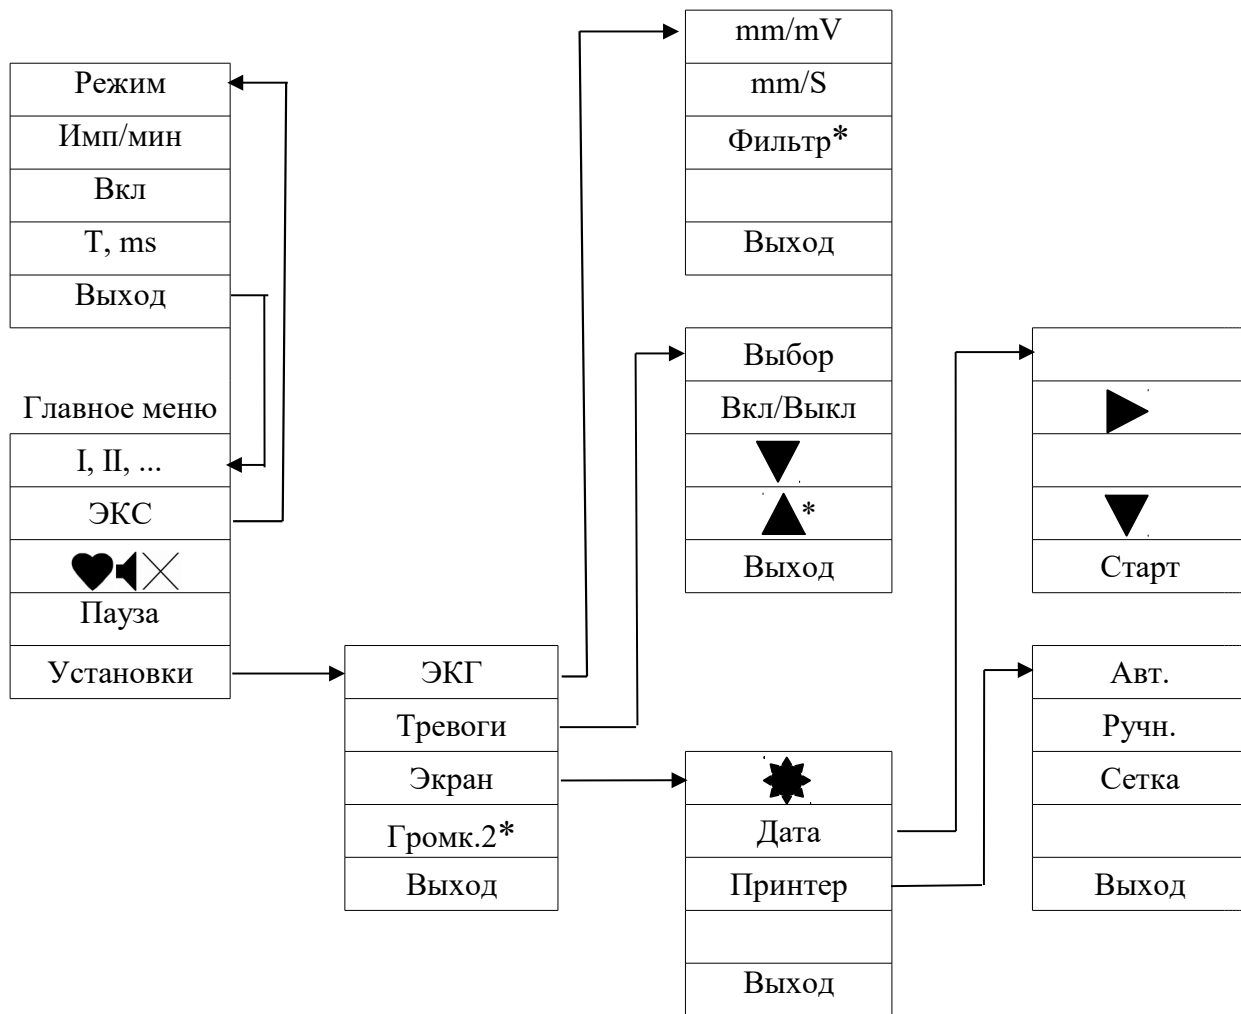 Режим
Имп/мин
Вкл
T, ms
Выход
Главное меню
I, II, ...
ЭКС
Пауза
Установки
ЭКГ
Тревоги
Экран
Громк.2*
Выход
mm/mV
mm/S
Фильтр*
Выход
Выбор
Вкл/Выкл
*
Выход
Дата
Принтер
Выход
Старт
Авт.
Ручн.
Сетка
Выход